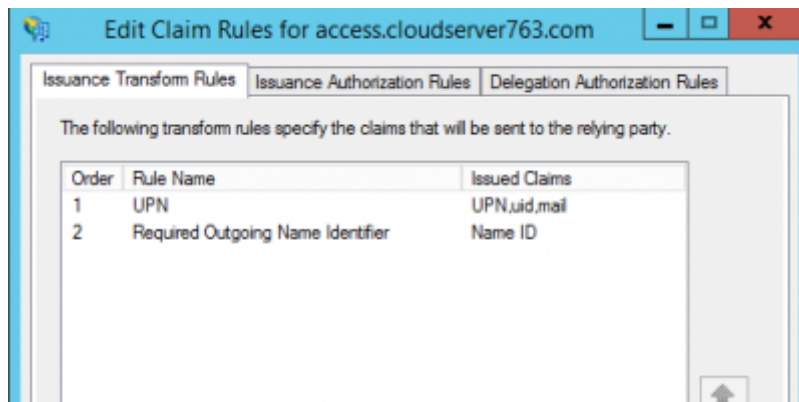 Edit Claim Rules for access.cloudserver763.com
Issuance Transform Rules Issuance Authorization Rules Delegation Authorization Rules
The following transform rules specify the claims that will be sent to the relying party.
Order Rule Name Issued Claims
1 UPN UPN,uid,mail
2 Required Outgoing Name Identifier Name ID